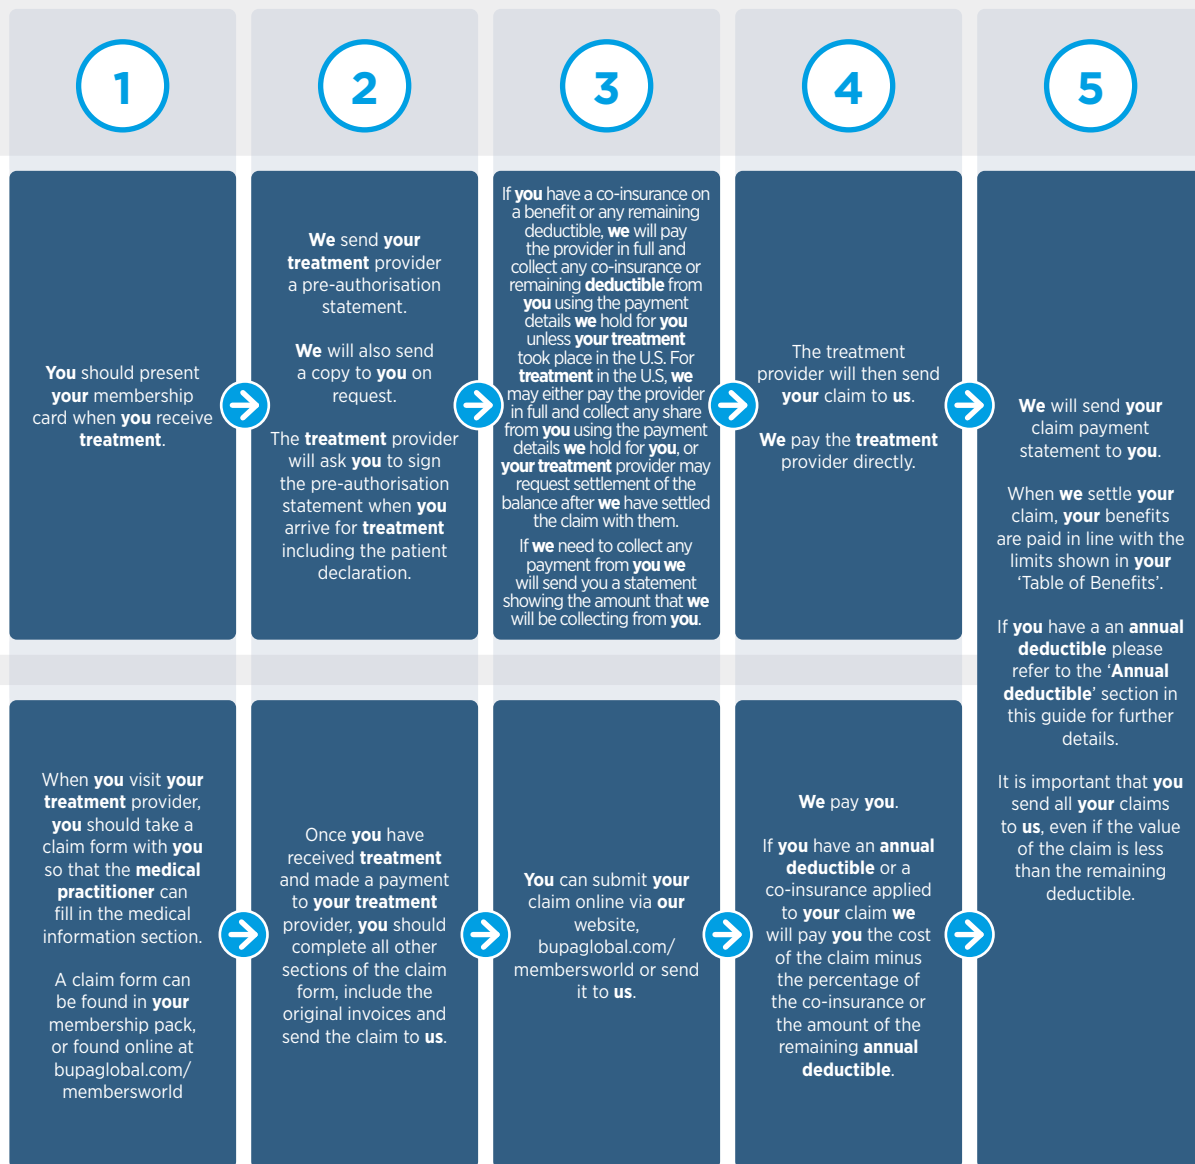 1
2
3
4
5
You should present
your membership
card when you receive
treatment.
We send your
treatment provider
a pre-authorisation
statement.
We will also send
a copy to you on
request.
The treatment provider
will ask you to sign
the pre-authorisation
statement when you
arrive for treatment
including the patient
declaration.
If you have a co-insurance on
a benefit or any remaining
deductible, we will pay
the provider in full and
collect any co-insurance or
remaining deductible from
you using the payment
details we hold for you
unless your treatment
took place in the U.S. For
treatment in the U.S, we
may either pay the provider
in full and collect any share
from you using the payment
details we hold for you, or
your treatment provider may
request settlement of the
balance after we have settled
the claim with them.
If we need to collect any
payment from you we
will send you a statement
showing the amount that we
will be collecting from you.
The treatment
provider will then send
your claim to us.
We pay the treatment
provider directly.
We will send your
claim payment
statement to you.
When we settle your
claim, your benefits
are paid in line with the
limits shown in your
‘Table of Benefits’.
If you have a an annual
deductible please
refer to the ‘Annual
deductible’ section in
this guide for further
details.
It is important that you
send all your claims
to us, even if the value
of the claim is less
than the remaining
deductible.
When you visit your
treatment provider,
you should take a
claim form with you
so that the medical
practitioner can
fill in the medical
information section.
A claim form can
be found in your
membership pack,
or found online at
bupaglobal.com/
membersworld
Once you have
received treatment
and made a payment
to your treatment
provider, you should
complete all other
sections of the claim
form, include the
original invoices and
send the claim to us.
You can submit your
claim online via our
website,
bupaglobal.com/
membersworld or send
it to us.
We pay you.
If you have an annual
deductible or a
co-insurance applied
to your claim we
will pay you the cost
of the claim minus
the percentage of
the co-insurance or
the amount of the
remaining annual
deductible.